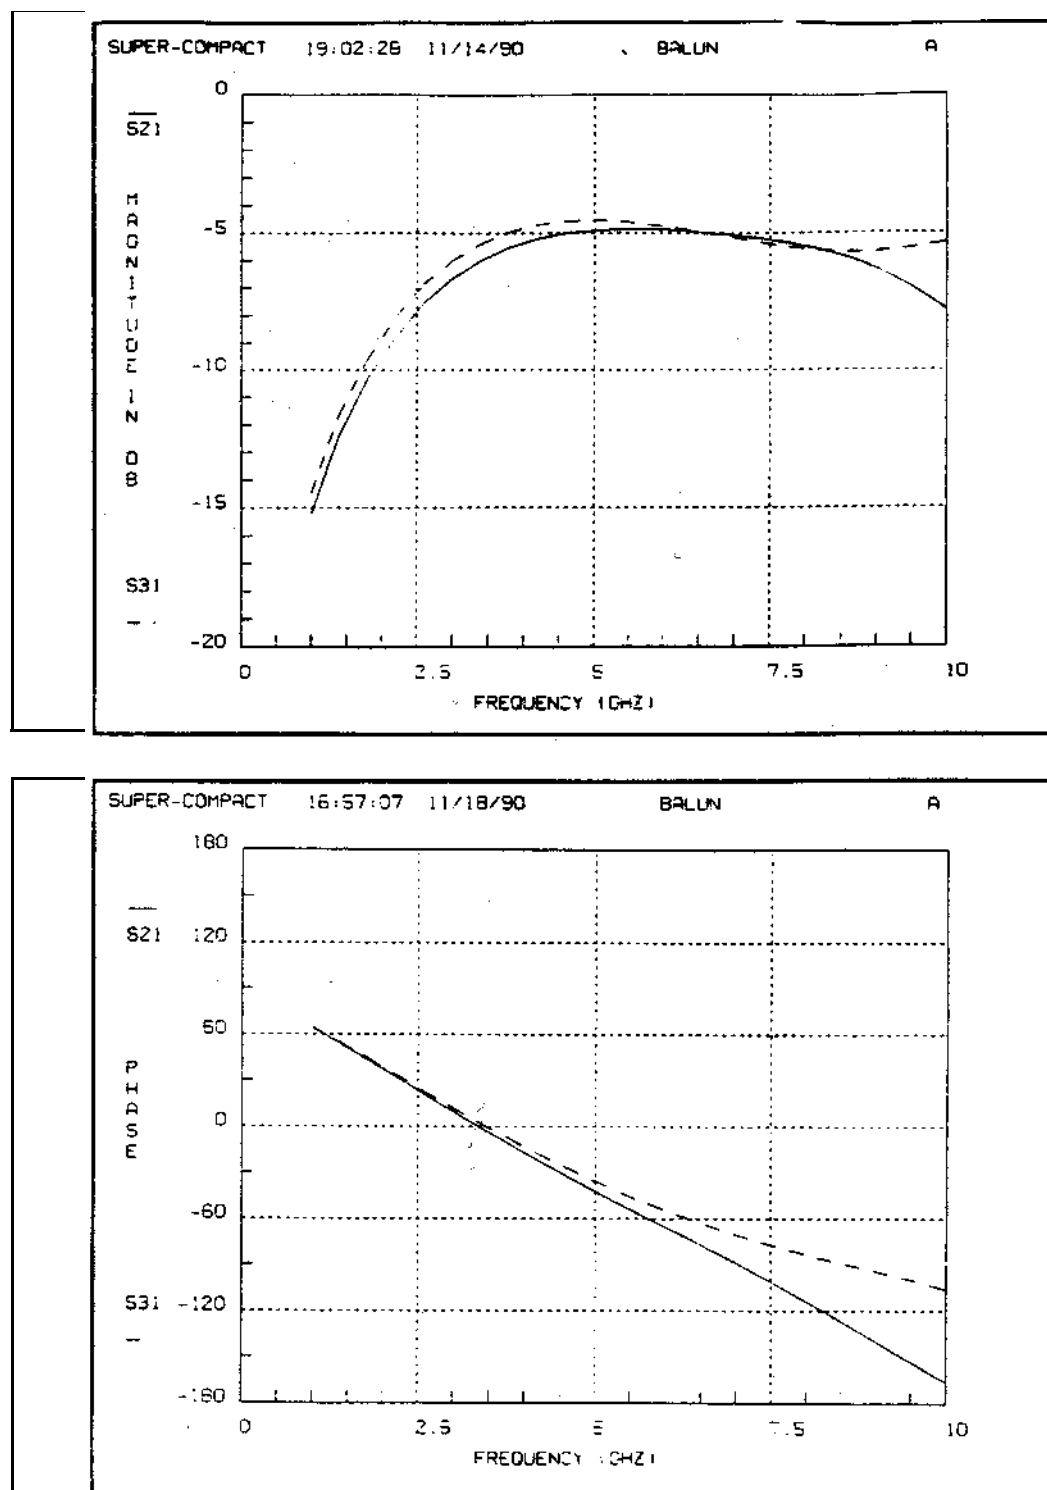 SUPER-COMPACT 19:02:28 11/14/90 BALUN A
0
S21
MAGNITUDE IN DB
-5
-10
-15
S31
-20
0 2.5 5 7.5 10
FREQUENCY (GHZ)
SUPER-COMPACT 16:57:07 11/18/90 BALUN A
180
S21 120
60
PHASE
0
-60
S31 -120
-180
0 2.5 5 7.5 10
FREQUENCY (GHZ)